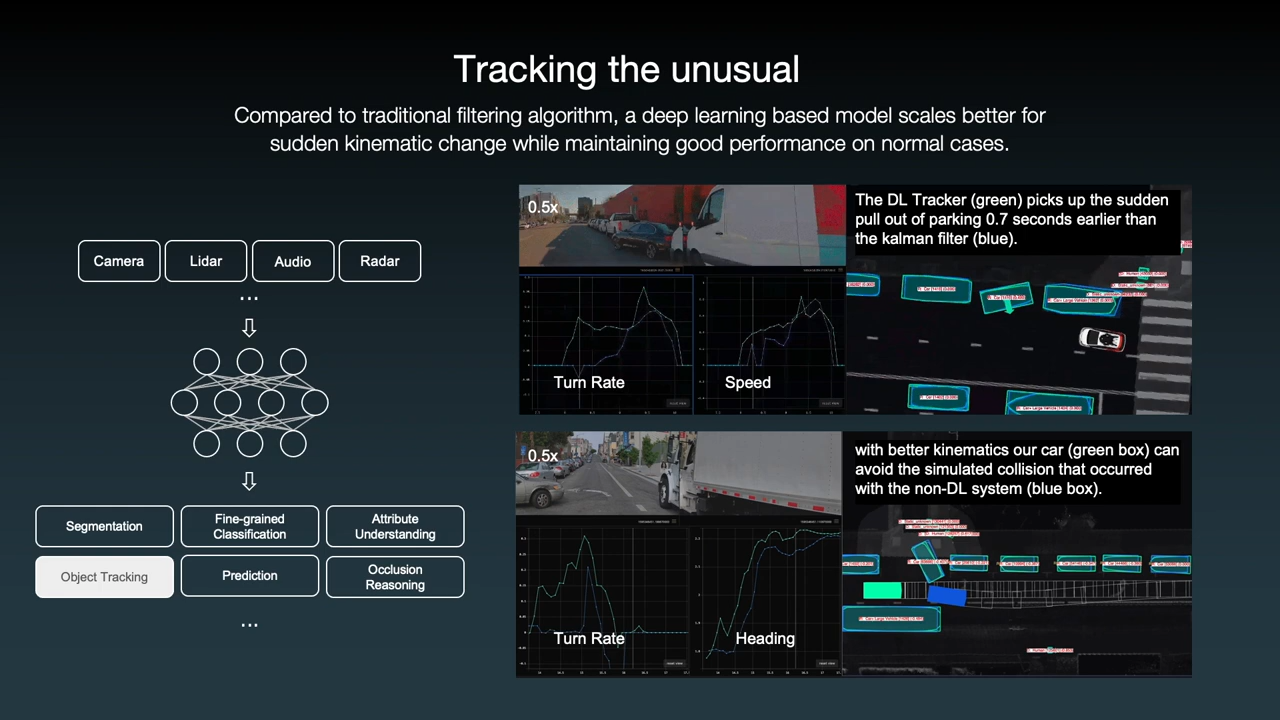 Tracking the unusual
Compared to traditional filtering algorithm, a deep learning based model scales better for
sudden kinematic change while maintaining good performance on normal cases.
Camera
Lidar
Audio
Radar
...
Segmentation
Fine-grained
Classification
Attribute
Understanding
Object Tracking
Prediction
Occlusion
Reasoning
...
0.5x
Turn Rate
Speed
The DL Tracker (green) picks up the sudden
pull out of parking 0.7 seconds earlier than
the kalman filter (blue).
0.5x
Turn Rate
Heading
with better kinematics our car (green box) can
avoid the simulated collision that occurred
with the non-DL system (blue box).